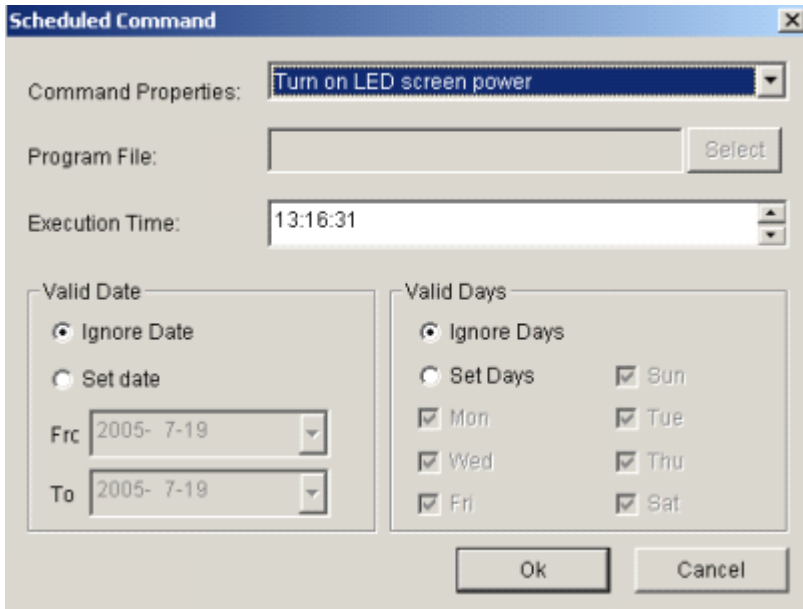 Scheduled Command
Command Properties: Turn on LED screen power
Program File: Select
Execution Time: 13:16:31
Valid Date
Ignore Date
Set date
Frc 2005- 7-19
To 2005- 7-19
Valid Days
Ignore Days
Set Days Sun
Mon Tue
Wed Thu
Fri Sat
Ok Cancel